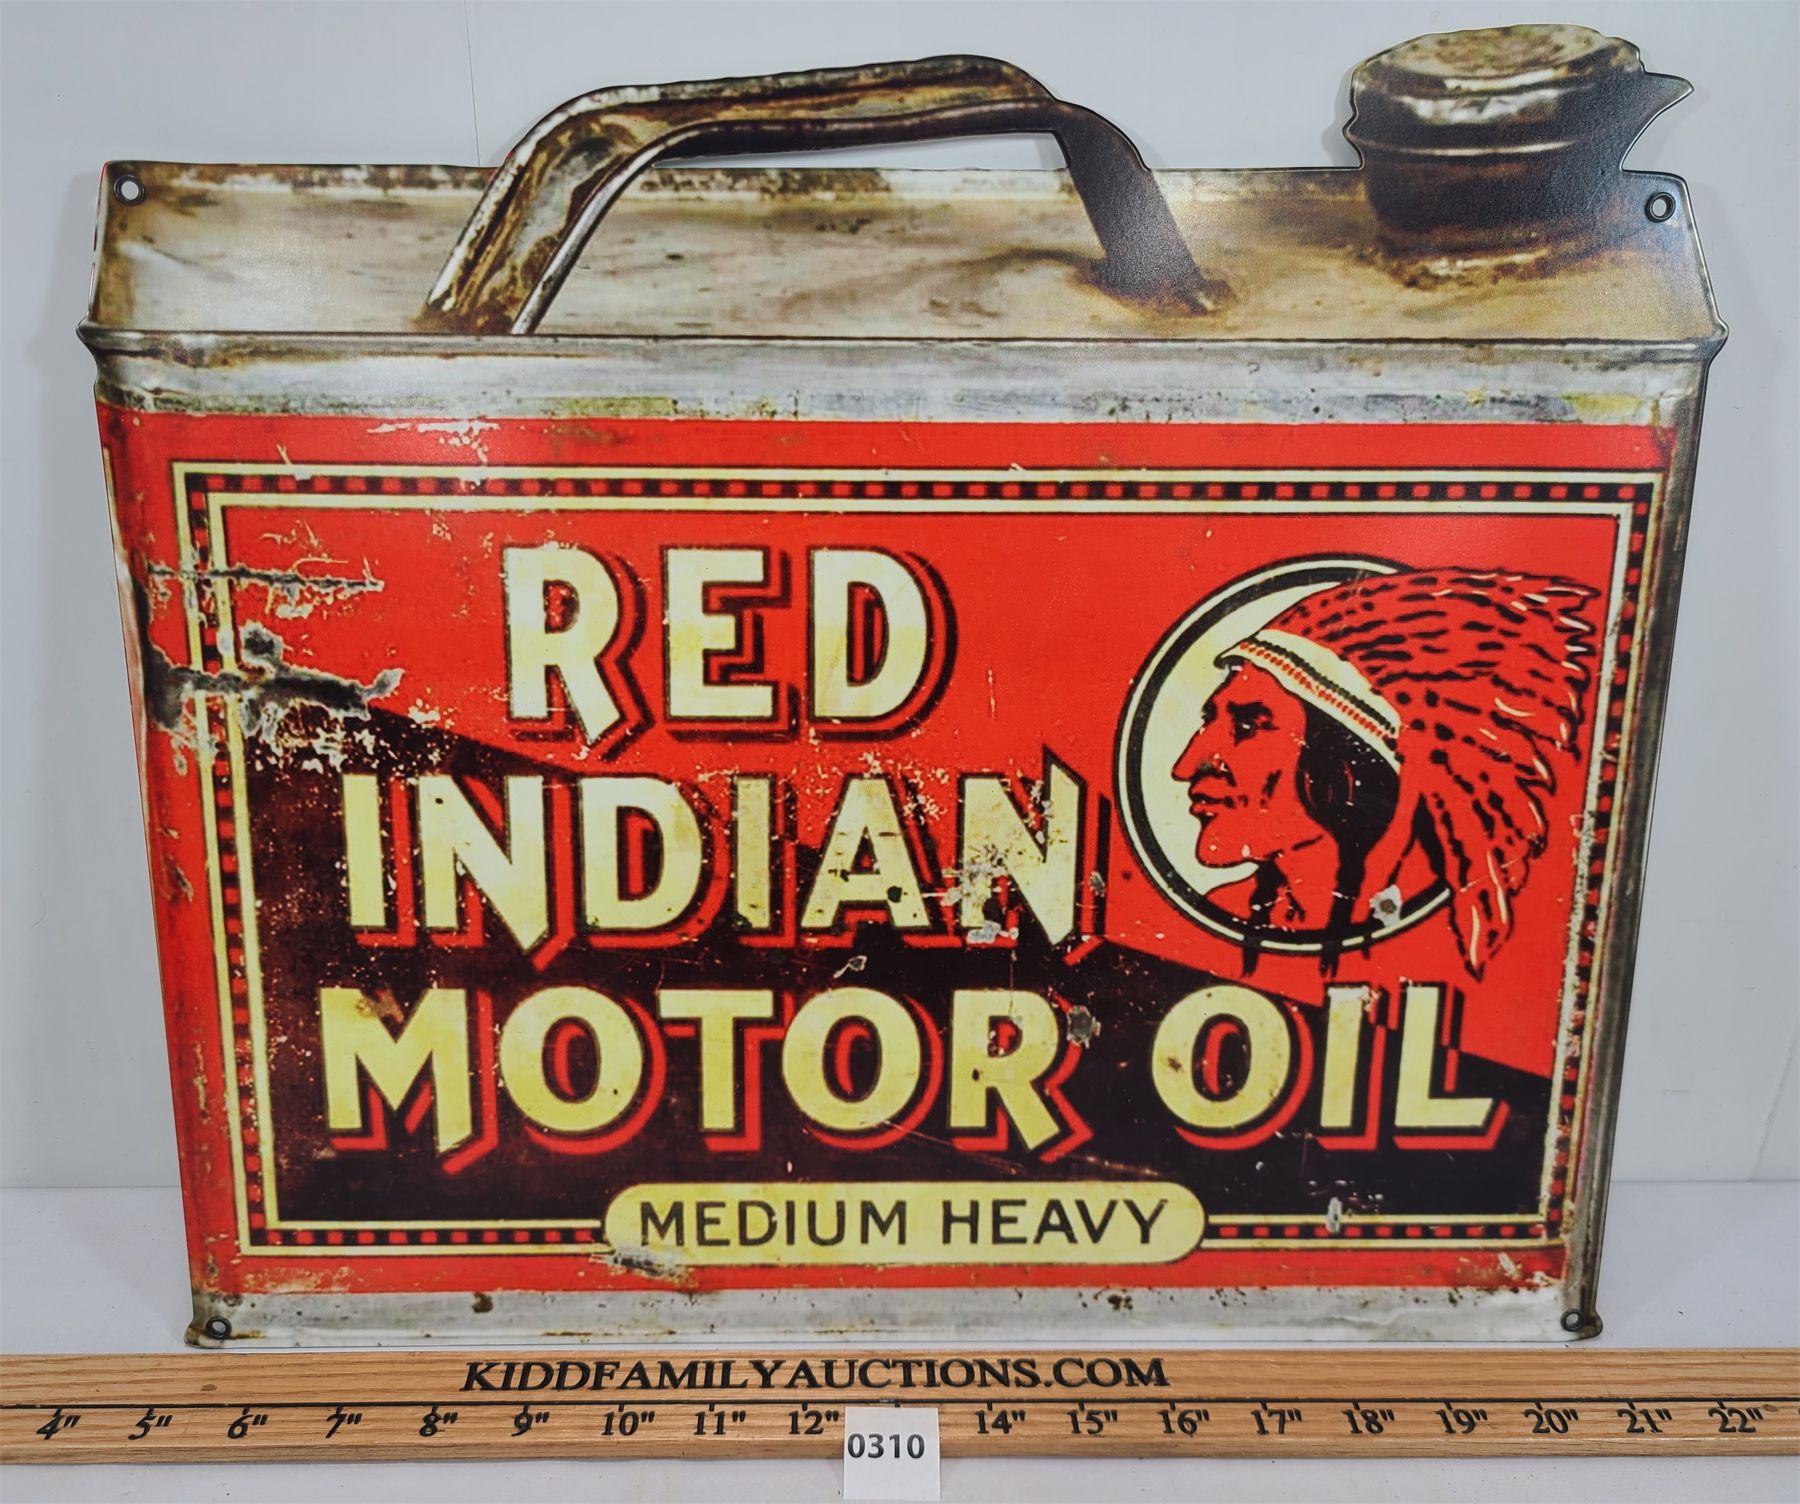 RED
INDIAN
MOTOR OIL
MEDIUM HEAVY
KIDDFAMILYAUCTIONS.COM
4" 5" 6" 7" 8" 9" 10" 11" 12" 14" 15" 16" 17" 18" 19" 20" 21" 22"
0310